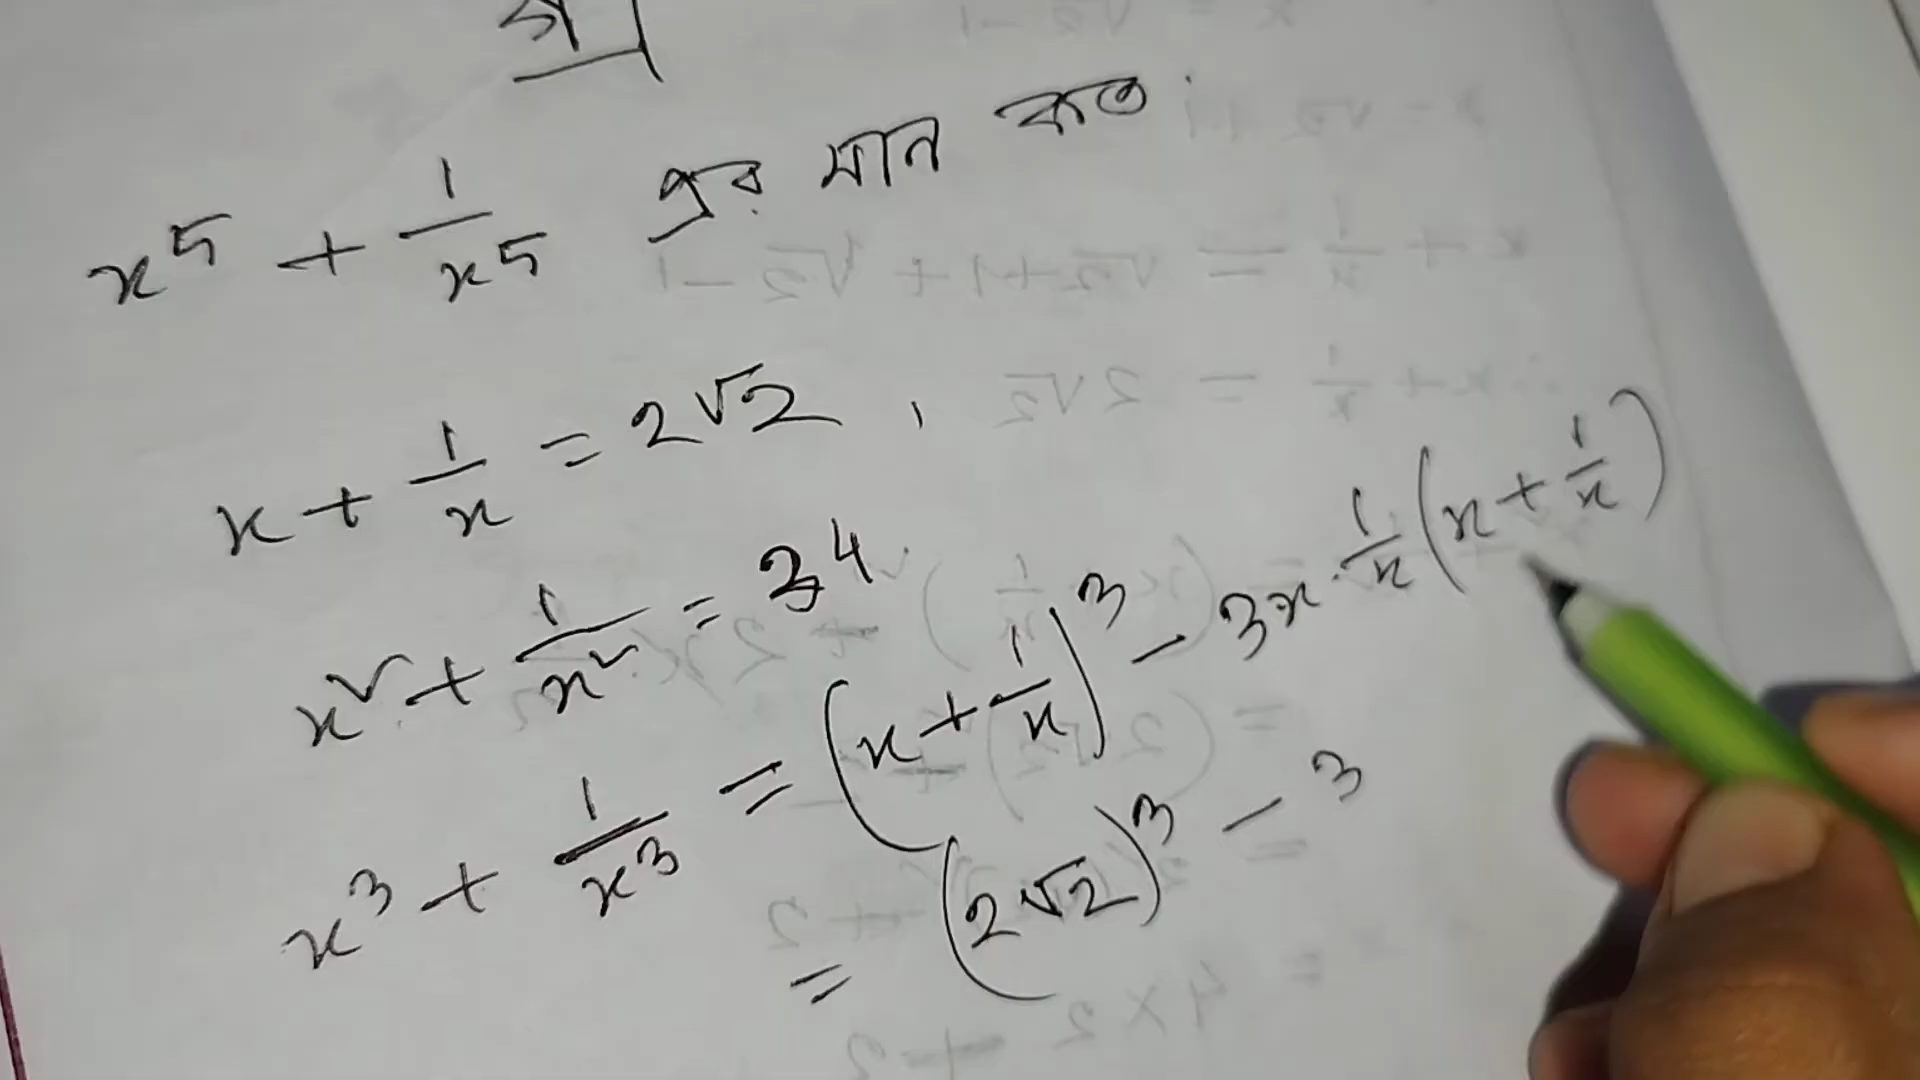 গ
x⁵ + 1/x⁵ এর মান কত
x + 1/x = 2√2,
x² + 1/x² = 34
x³ + 1/x³ = (x + 1/x)³ - 3x · 1/x (x + 1/x)
= (2√2)³ - 3